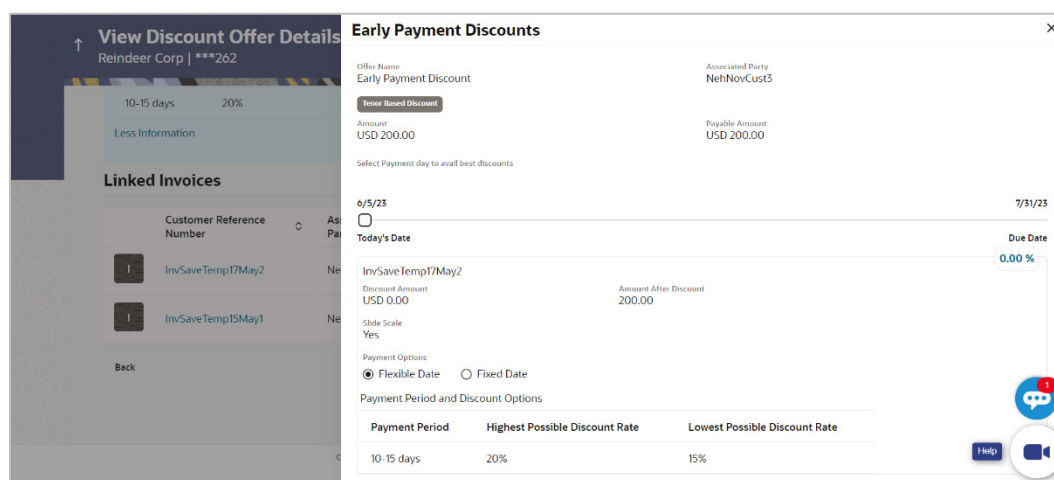 View Discount Offer Details
Reindeer Corp | ***262
10-15 days 20%
Less Information
Linked Invoices
Customer Reference Number
InvSaveTemp17May2 Ne
InvSaveTemp15May1 Ne
Back
Early Payment Discounts
Offer Name Associated Party
Early Payment Discount NehNovCust3
Tenor Based Discount
Amount Payable Amount
USD 200.00 USD 200.00
Select Payment day to avail best discounts
6/5/23 7/31/23
Today's Date Due Date
0.00 %
InvSaveTemp17May2
Discount Amount Amount After Discount
USD 0.00 200.00
Slide Scale
Yes
Payment Options
Flexible Date Fixed Date
Payment Period and Discount Options
Payment Period Highest Possible Discount Rate Lowest Possible Discount Rate
10-15 days 20% 15%
1
Help